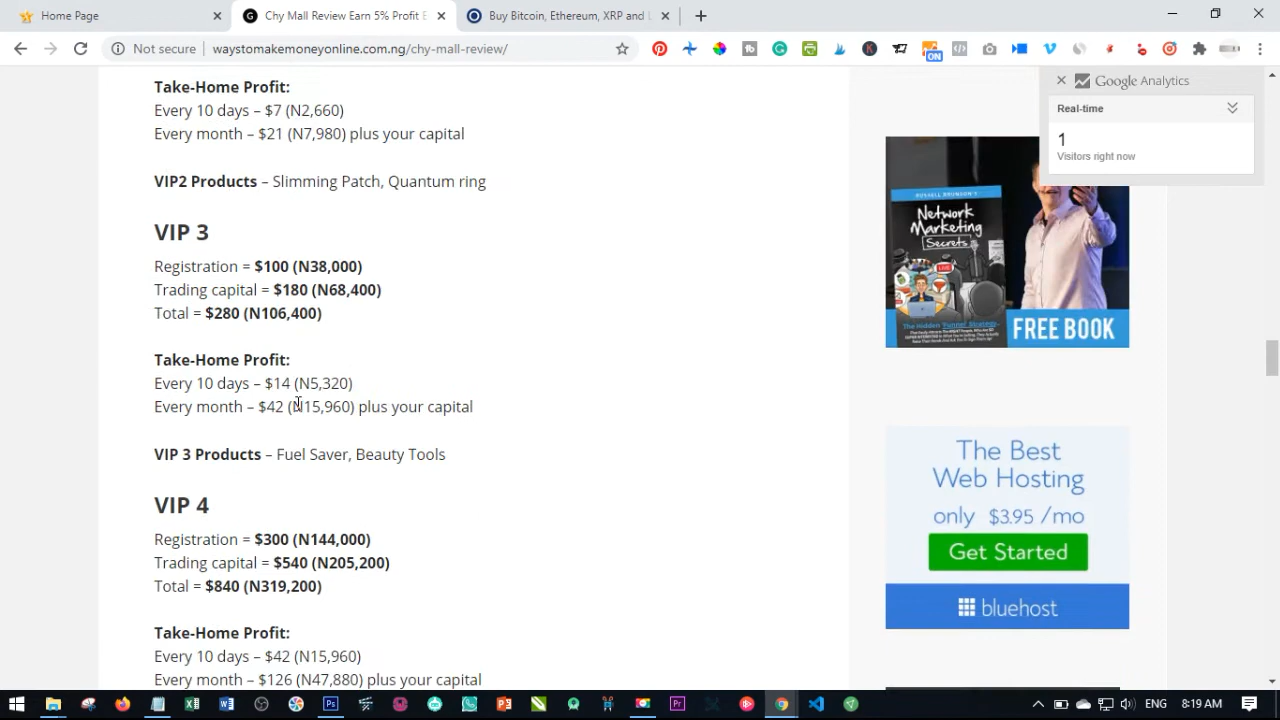 Home Page
Chy Mall Review Earn 5% Profit E
Buy Bitcoin, Ethereum, XRP and L
Not secure
waystomakemoneyonline.com.ng/chy-mall-review/
ON
Google Analytics
Real-time
1
Visitors right now
Take-Home Profit:
Every 10 days – $7 (N2,660)
Every month – $21 (N7,980) plus your capital
VIP2 Products – Slimming Patch, Quantum ring
VIP 3
Registration = $100 (N38,000)
Trading capital = $180 (N68,400)
Total = $280 (N106,400)
Take-Home Profit:
Every 10 days – $14 (N5,320)
Every month – $42 (N15,960) plus your capital
VIP 3 Products – Fuel Saver, Beauty Tools
VIP 4
Registration = $300 (N144,000)
Trading capital = $540 (N205,200)
Total = $840 (N319,200)
Take-Home Profit:
Every 10 days – $42 (N15,960)
Every month – $126 (N47,880) plus your capital
RUSSELL BRUNSON'S
Network
Marketing
Secrets
FREE BOOK
The Best
Web Hosting
only $3.95 /mo
Get Started
bluehost
ENG
8:19 AM